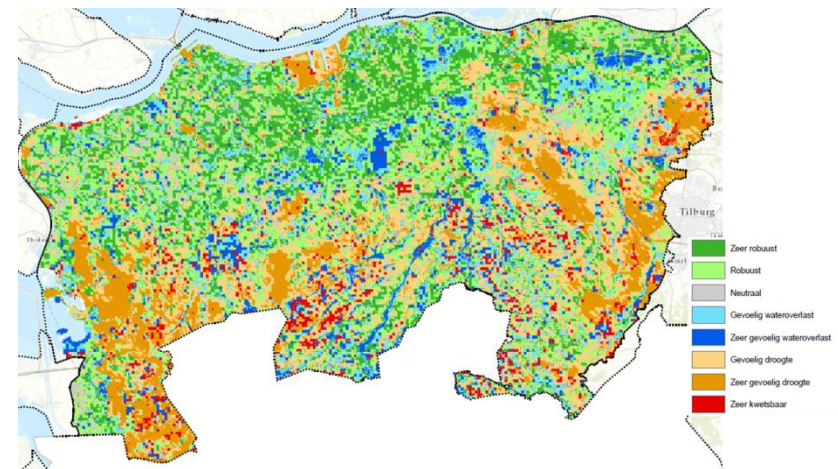 Tilburg
Zeer robuust
Robuust
Neutraal
Gevoelig wateroverlast
Zeer gevoelig wateroverlast
Gevoelig droogte
Zeer gevoelig droogte
Zeer kwetsbaar